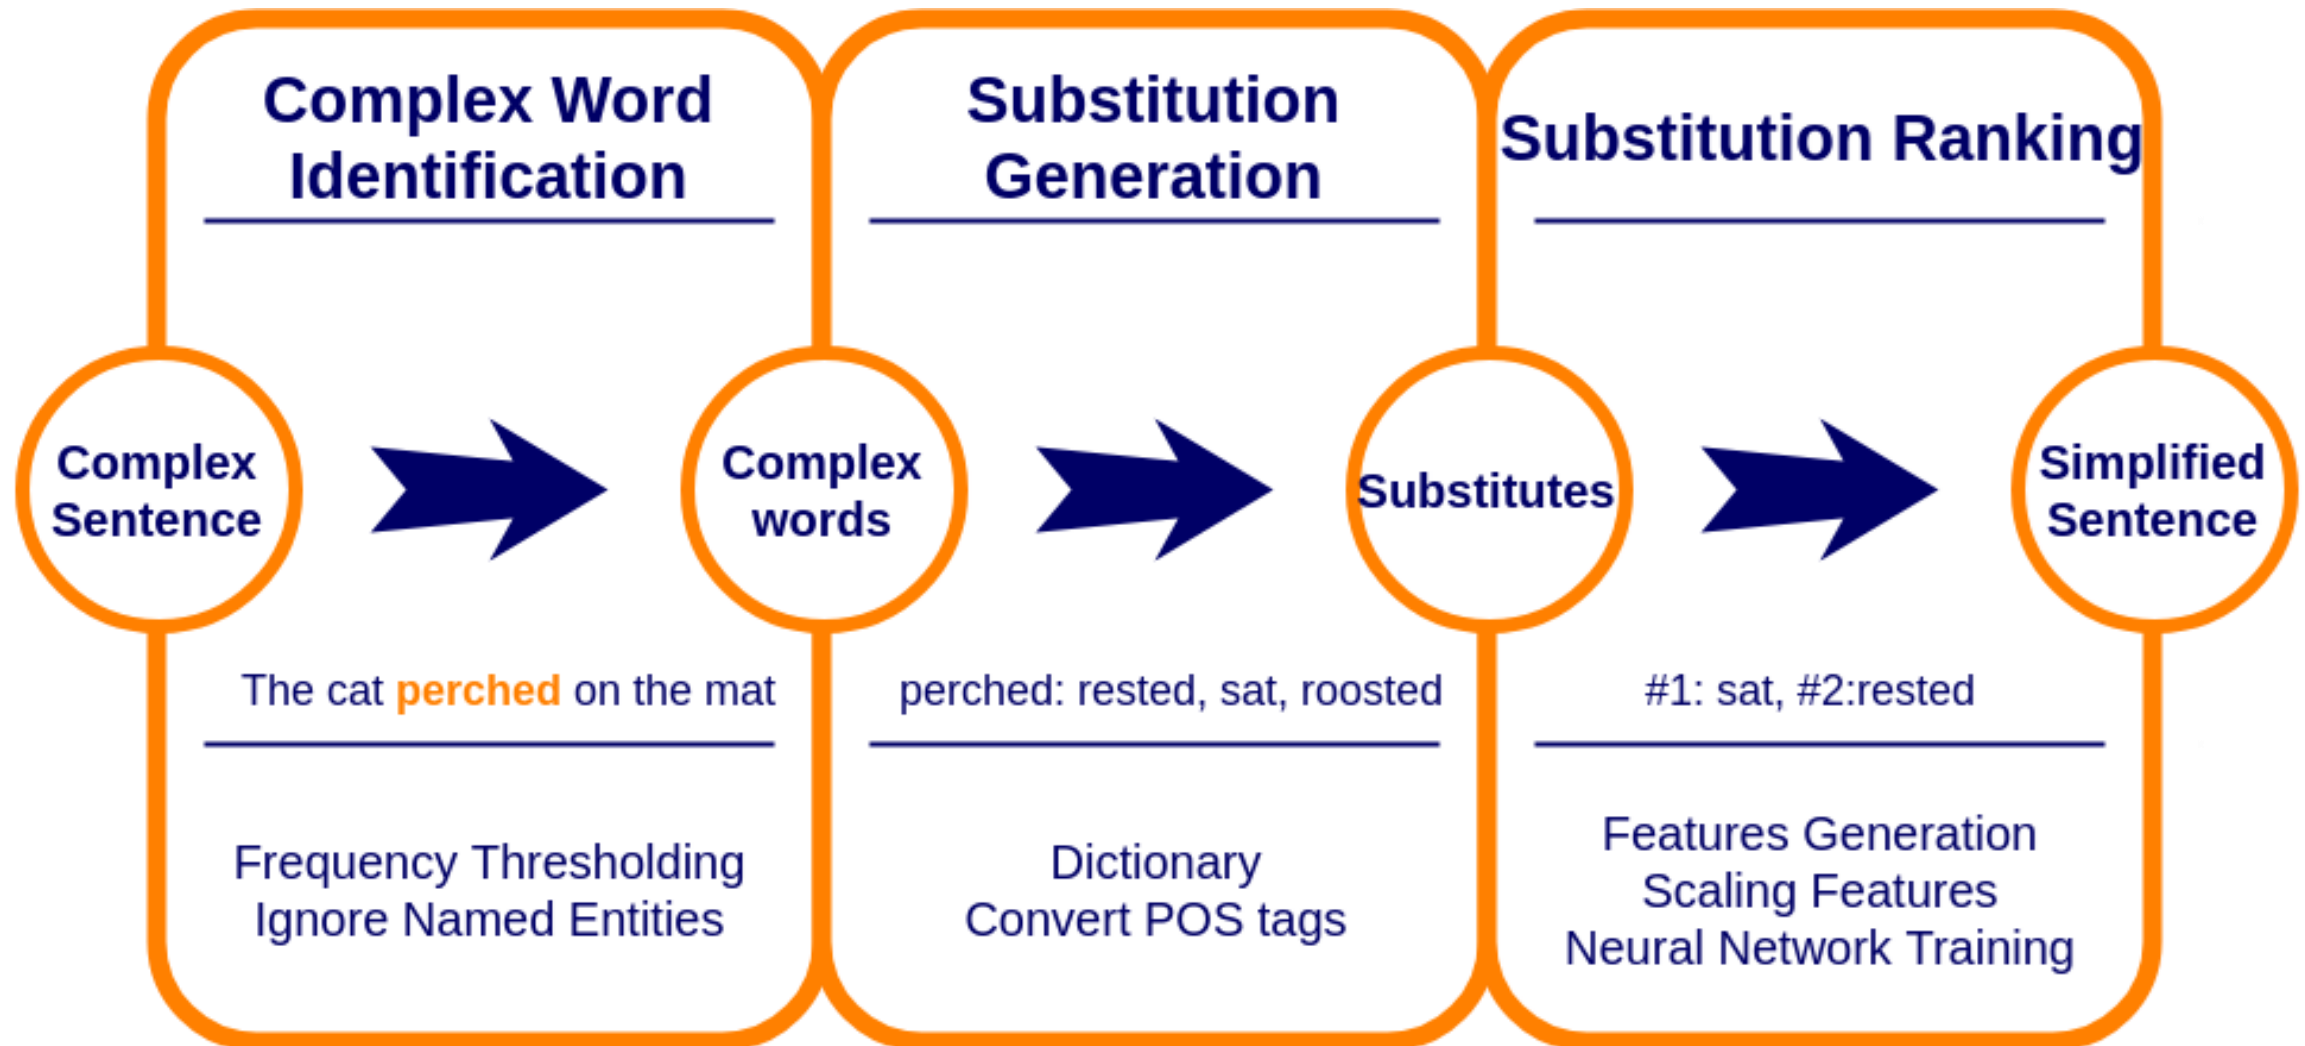 Complex Word
Identification
Substitution
Generation
Substitution Ranking
Complex
Sentence
Complex
words
Substitutes
Simplified
Sentence
The cat perched on the mat
perched: rested, sat, roosted
#1: sat, #2:rested
Frequency Thresholding
Ignore Named Entities
Dictionary
Convert POS tags
Features Generation
Scaling Features
Neural Network Training